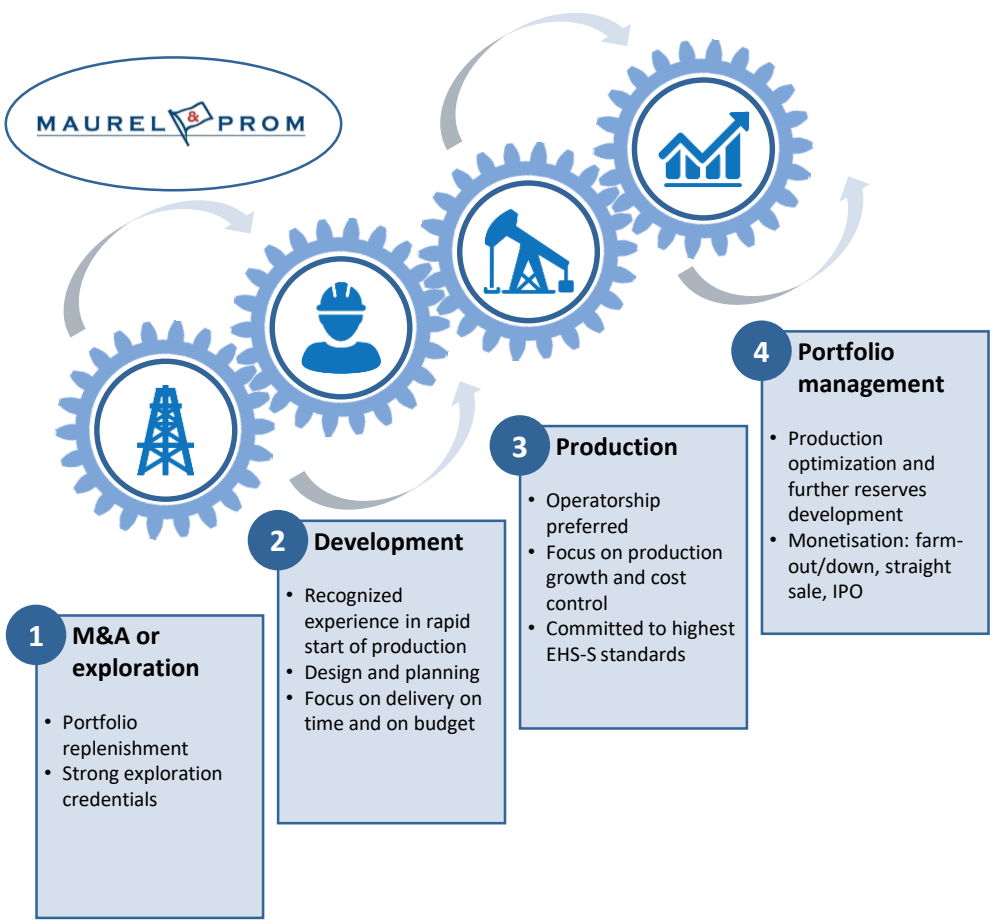 MAUREL & PROM
1
M&A or
exploration
• Portfolio
replenishment
• Strong exploration
credentials
2
Development
• Recognized
experience in rapid
start of production
• Design and planning
• Focus on delivery on
time and on budget
3
Production
• Operatorship
preferred
• Focus on production
growth and cost
control
• Committed to highest
EHS-S standards
4
Portfolio
management
• Production
optimization and
further reserves
development
• Monetisation: farm-
out/down, straight
sale, IPO